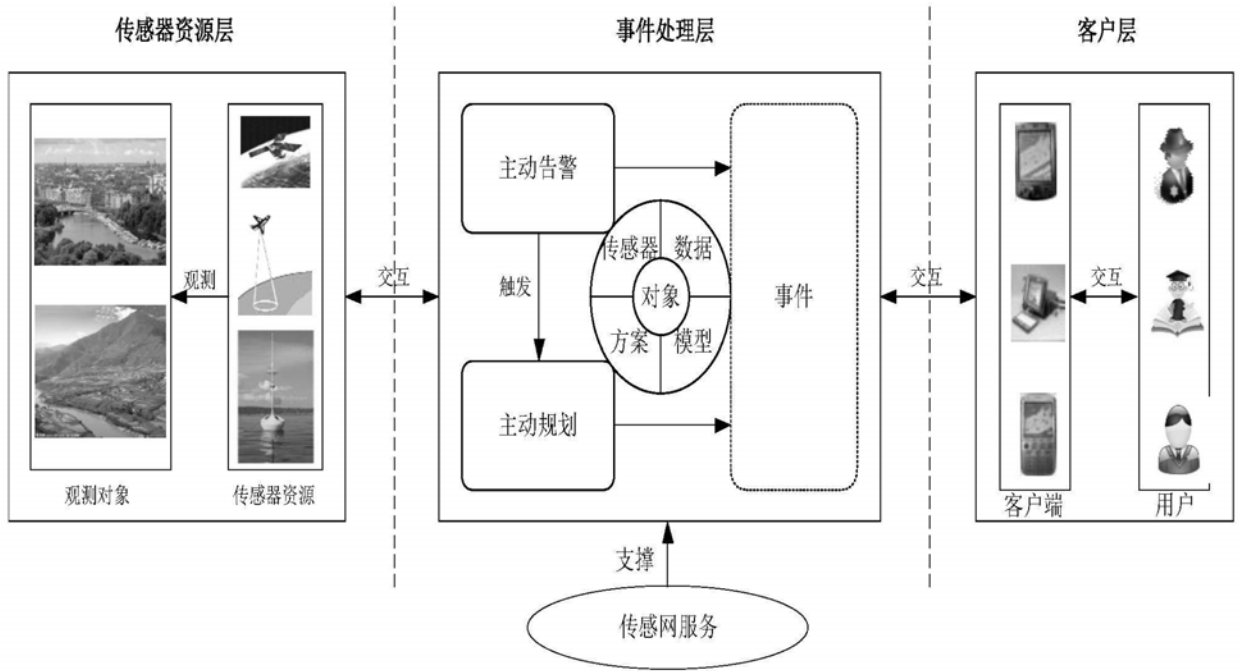 传感器资源层
事件处理层
客户层
主动告警
传感器
数据
观测
交互
触发
对象
事件
交互
交互
方案
模型
主动规划
观测对象
传感器资源
客户端
用户
支撑
传感网服务